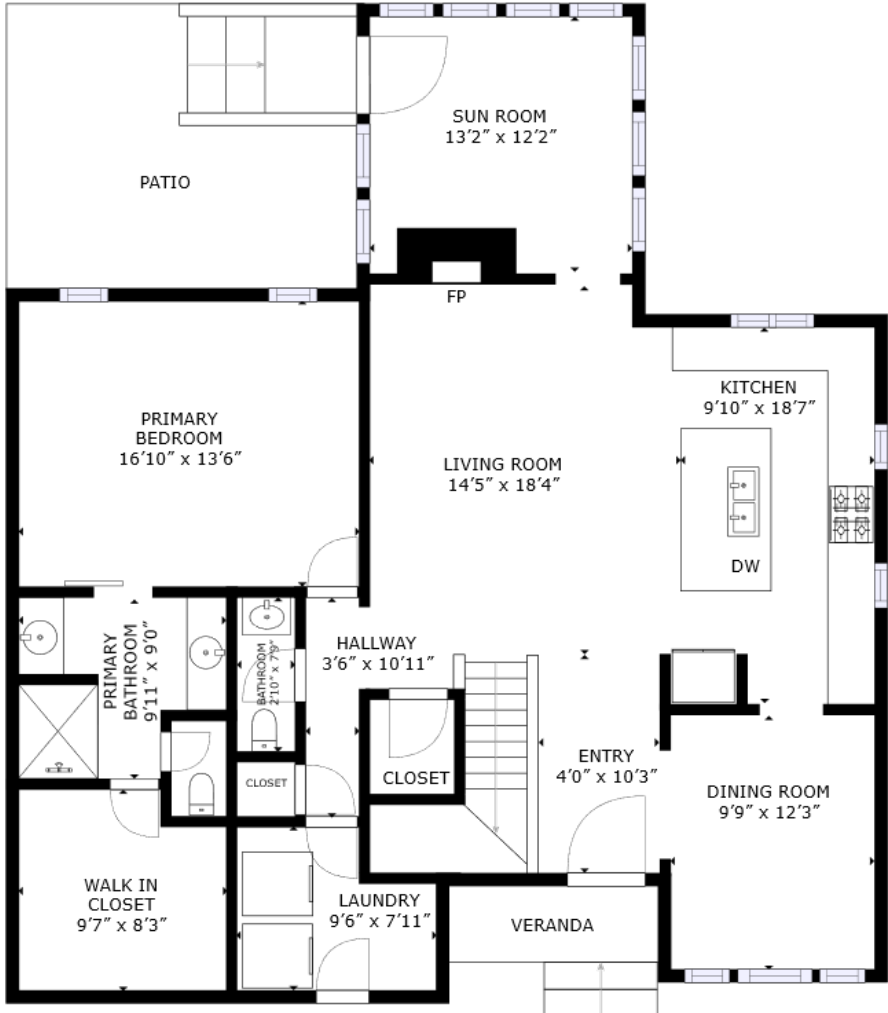 SUN ROOM
13′2″ x 12′2″
PATIO
FP
KITCHEN
9′10″ x 18′7″
PRIMARY
BEDROOM
16′10″ x 13′6″
LIVING ROOM
14′5″ x 18′4″
DW
PRIMARY
BATHROOM
9′11″ x 9′0″
BATHROOM
2′10″ x 7′9″
HALLWAY
3′6″ x 10′11″
CLOSET
CLOSET
ENTRY
4′0″ x 10′3″
DINING ROOM
9′9″ x 12′3″
WALK IN
CLOSET
9′7″ x 8′3″
LAUNDRY
9′6″ x 7′11″
VERANDA